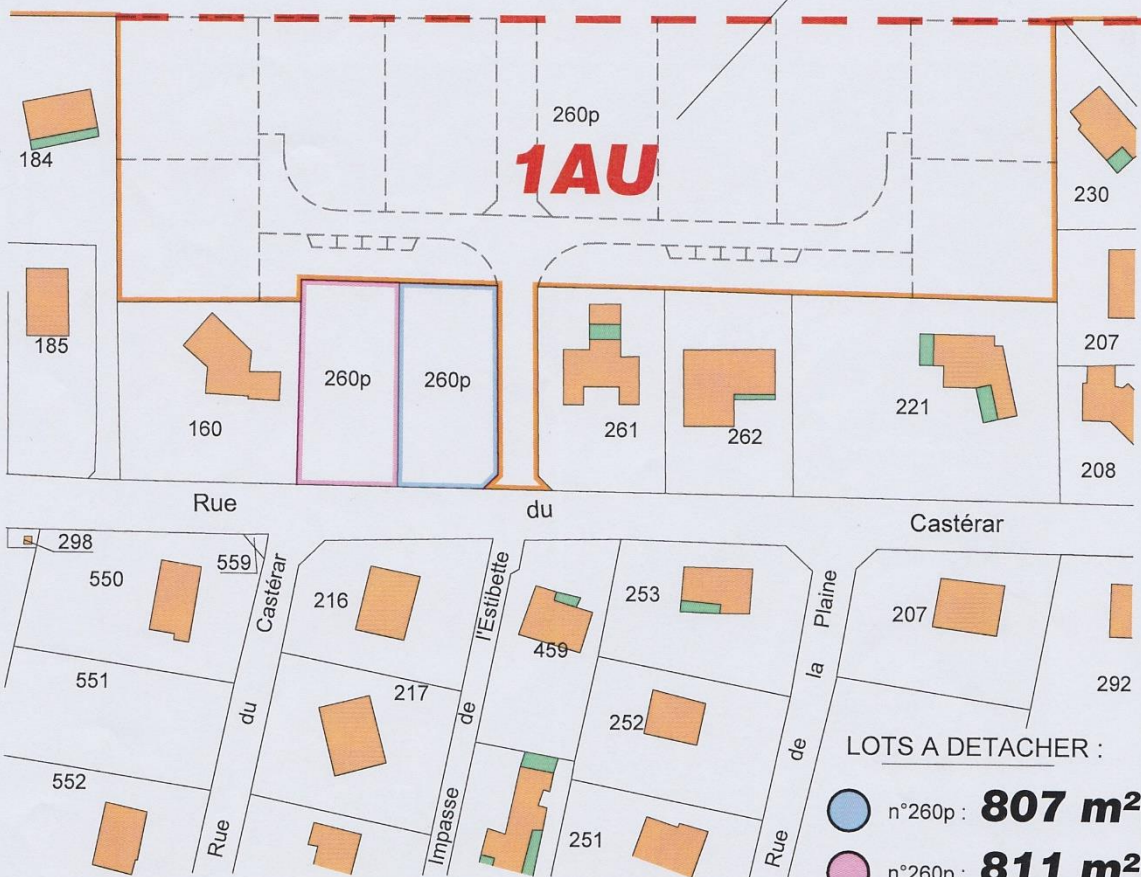 260p
1AU
184
230
185
207
160
260p
260p
261
262
221
208
Rue du Castérar
298
550
559
216
253
207
459
292
551
217
252
552
251
Rue du Castérar
Impasse de l'Estibette
Rue de la Plaine
LOTS A DETACHER :
n°260p : 807 m²
n°260p : 811 m²